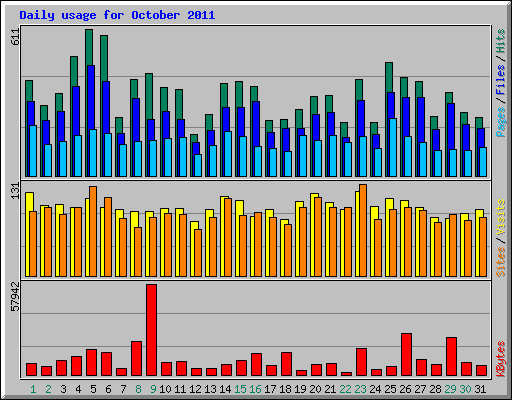 Daily usage for October 2011
611
131
57942
Pages / Files / Hits
Sites / Visits
KBytes
1 2 3 4 5 6 7 8 9 10 11 12 13 14 15 16 17 18 19 20 21 22 23 24 25 26 27 28 29 30 31